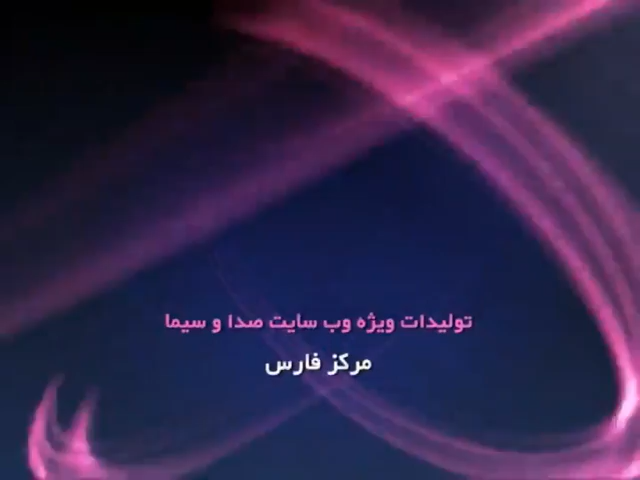 تولیدات ویژه وب سایت صدا و سیما
مرکز فارس